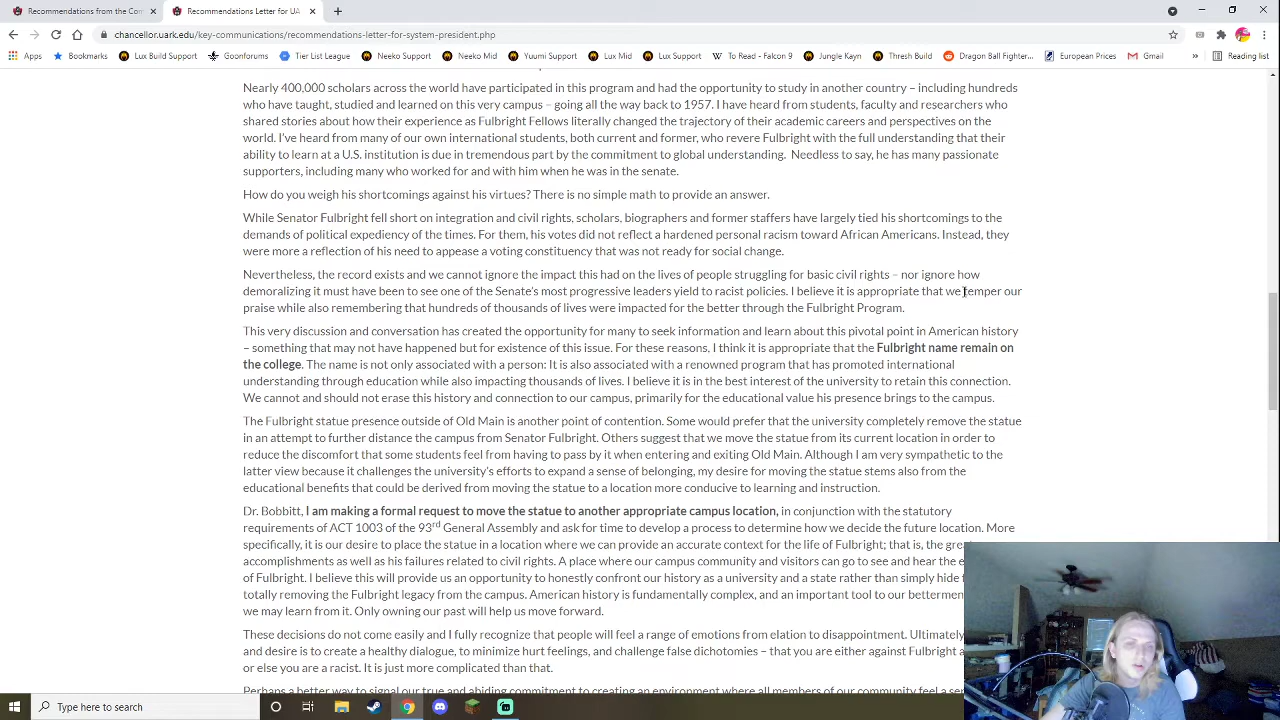 Recommendations from the Com
Recommendations Letter for UA
chancellor.uark.edu/key-communications/recommendations-letter-for-system-president.php
Apps
Bookmarks
Lux Build Support
Goonforums
Tier List League
Neeko Support
Neeko Mid
Yuumi Support
Lux Mid
To Read - Falcon 9
Jungle Kayn
Lux Support
Thresh Build
Dragon Ball Fighter...
European Prices
Gmail
»
Reading list
Nearly 400,000 scholars across the world have participated in this program and had the opportunity to study in another country – including hundreds
who have taught, studied and learned on this very campus – going all the way back to 1957. I have heard from students, faculty and researchers who
shared stories about how their experience as Fulbright Fellows literally changed the trajectory of their academic careers and perspectives on the
world. I've heard from many of our own international students, both current and former, who revere Fulbright with the full understanding that their
ability to learn at a U.S. institution is due in tremendous part by the commitment to global understanding. Needless to say, he has many passionate
supporters, including many who worked for and with him when he was in the senate.
How do you weigh his shortcomings against his virtues? There is no simple math to provide an answer.
While Senator Fulbright fell short on integration and civil rights, scholars, biographers and former staffers have largely tied his shortcomings to the
demands of political expediency of the times. For them, his votes did not reflect a hardened personal racism toward African Americans. Instead, they
were more a reflection of his need to appease a voting constituency that was not ready for social change.
Nevertheless, the record exists and we cannot ignore the impact this had on the lives of people struggling for basic civil rights – nor ignore how
demoralizing it must have been to see one of the Senate's most progressive leaders yield to racist policies. I believe it is appropriate that we temper our
praise while also remembering that hundreds of thousands of lives were impacted for the better through the Fulbright Program.
This very discussion and conversation has created the opportunity for many to seek information and learn about this pivotal point in American history
– something that may not have happened but for existence of this issue. For these reasons, I think it is appropriate that the Fulbright name remain on
the college. The name is not only associated with a person: It is also associated with a renowned program that has promoted international
understanding through education while also impacting thousands of lives. I believe it is in the best interest of the university to retain this connection.
We cannot and should not erase this history and connection to our campus, primarily for the educational value his presence brings to the campus.
The Fulbright statue presence outside of Old Main is another point of contention. Some would prefer that the university completely remove the statue
in an attempt to further distance the campus from Senator Fulbright. Others suggest that we move the statue from its current location in order to
reduce the discomfort that some students feel from having to pass by it when entering and exiting Old Main. Although I am very sympathetic to the
latter view because it challenges the university's efforts to expand a sense of belonging, my desire for moving the statue stems also from the
educational benefits that could be derived from moving the statue to a location more conducive to learning and instruction.
Dr. Bobbitt, I am making a formal request to move the statue to another appropriate campus location, in conjunction with the statutory
requirements of ACT 1003 of the 93rd General Assembly and ask for time to develop a process to determine how we decide the future location. More
specifically, it is our desire to place the statue in a location where we can provide an accurate context for the life of Fulbright; that is, the
accomplishments as well as his failures related to civil rights. A place where our campus community and visitors can go to see and hear the
of Fulbright. I believe this will provide us an opportunity to honestly confront our history as a university and a state rather than simply hide
totally removing the Fulbright legacy from the campus. American history is fundamentally complex, and an important tool to our
we may learn from it. Only owning our past will help us move forward.
These decisions do not come easily and I fully recognize that people will feel a range of emotions from elation to disappointment.
and desire is to create a healthy dialogue, to minimize hurt feelings, and challenge false dichotomies – that you are either against Fulbright
or else you are a racist. It is just more complicated than that.
Perhaps a better way to signal our true and abiding commitment to creating an environment where all members of our community feel a
Type here to search